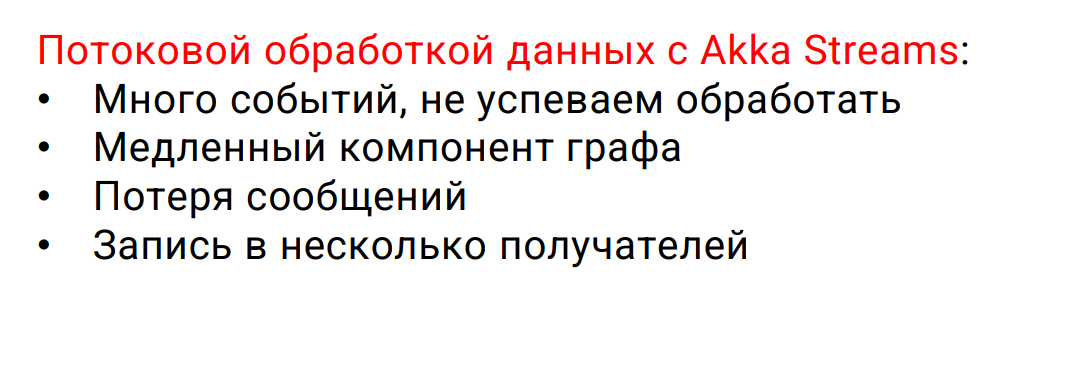 Потоковой обработкой данных с Akka Streams:
• Много событий, не успеваем обработать
• Медленный компонент графа
• Потеря сообщений
• Запись в несколько получателей